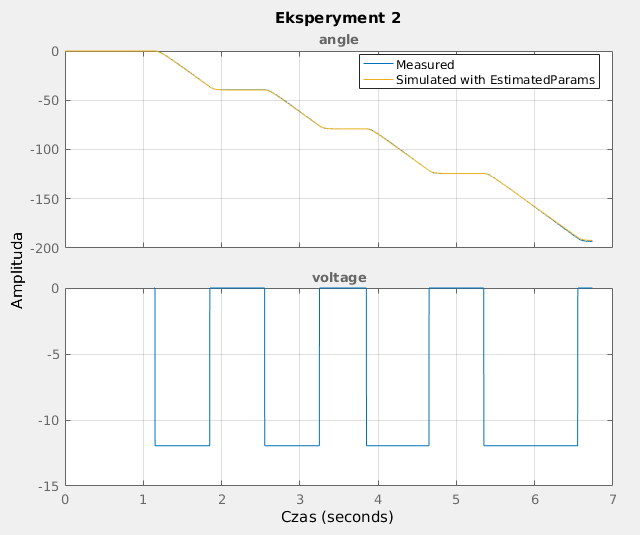 Eksperyment 2
angle
Measured
Simulated with EstimatedParams
0
-50
-100
-150
-200
Amplituda
voltage
0
-5
-10
-15
0 1 2 3 4 5 6 7
Czas (seconds)